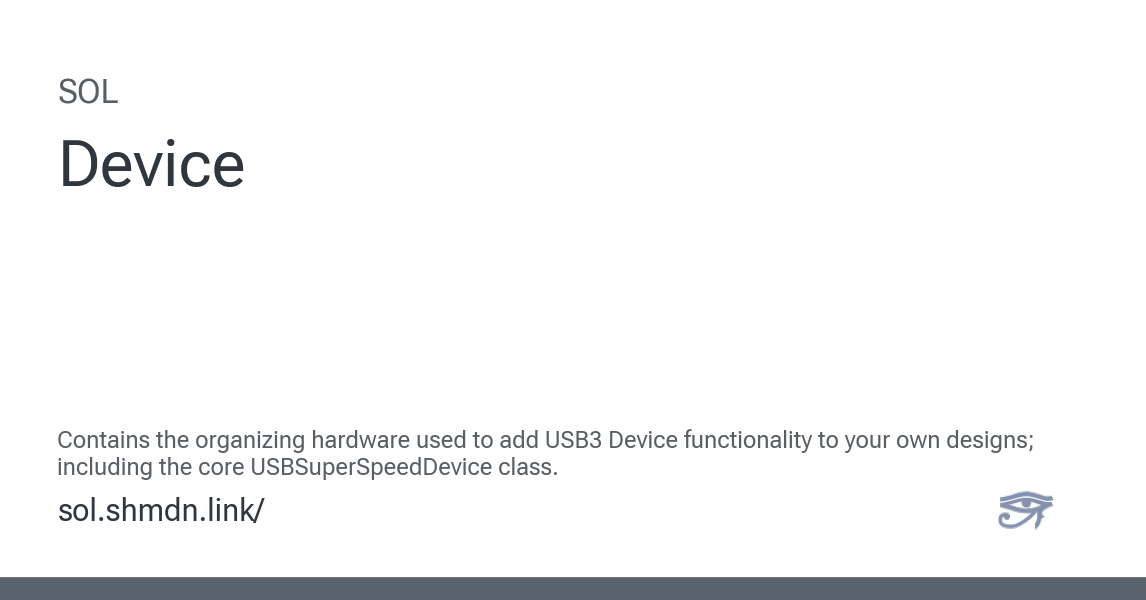 SOL
Device
Contains the organizing hardware used to add USB3 Device functionality to your own designs;
including the core USBSuperSpeedDevice class.
sol.shmdn.link/